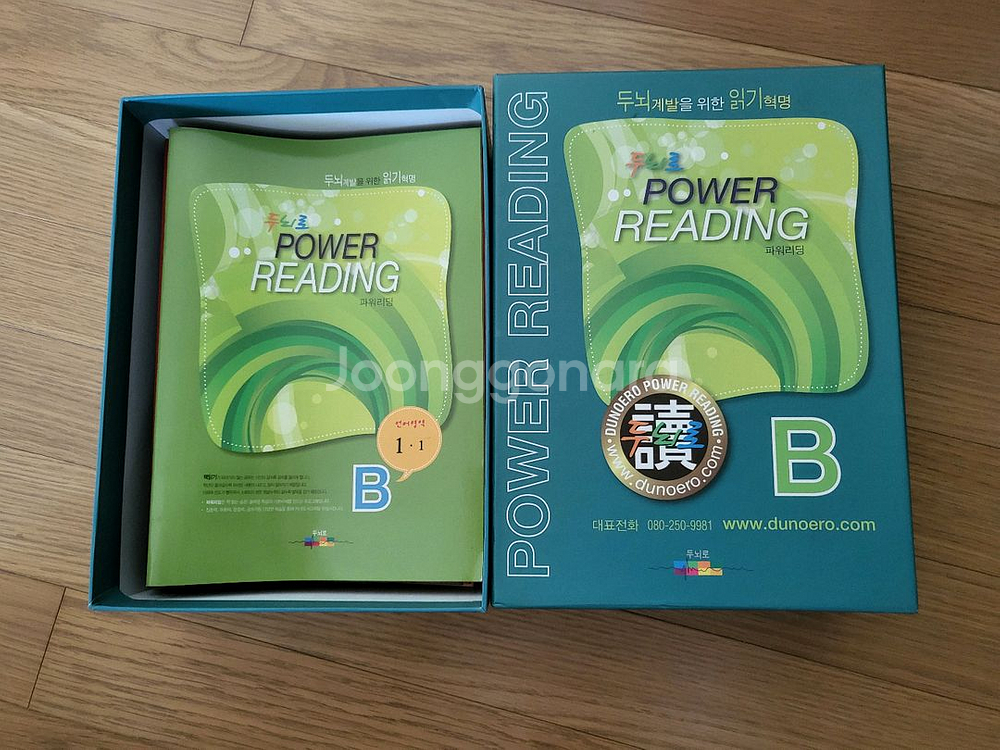 두뇌계발을 위한 읽기혁명
두뇌로
POWER
READING
파워리딩
언어영역
1·1
B
두뇌로
POWER READING
두뇌계발을 위한 읽기혁명
두뇌로
POWER
READING
파워리딩
·DUNOERO POWER READING·
讀
두뇌로
www.dunoero.com
B
대표전화 080-250-9981 www.dunoero.com
두뇌로
Joonggonara